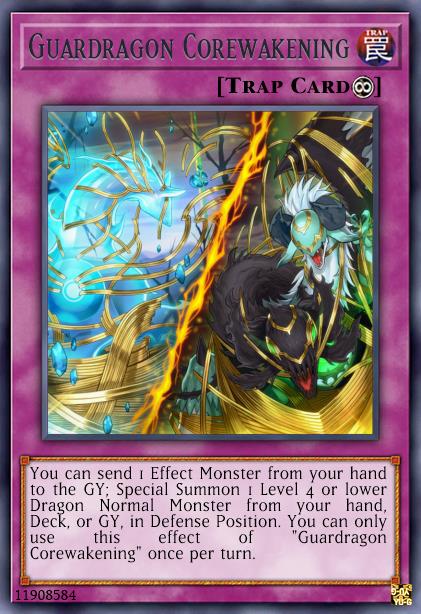 Guardragon Corewakening
TRAP
罠
[Trap Card]
You can send 1 Effect Monster from your hand
to the GY; Special Summon 1 Level 4 or lower
Dragon Normal Monster from your hand,
Deck, or GY, in Defense Position. You can only
use this effect of "Guardragon
Corewakening" once per turn.
11908584